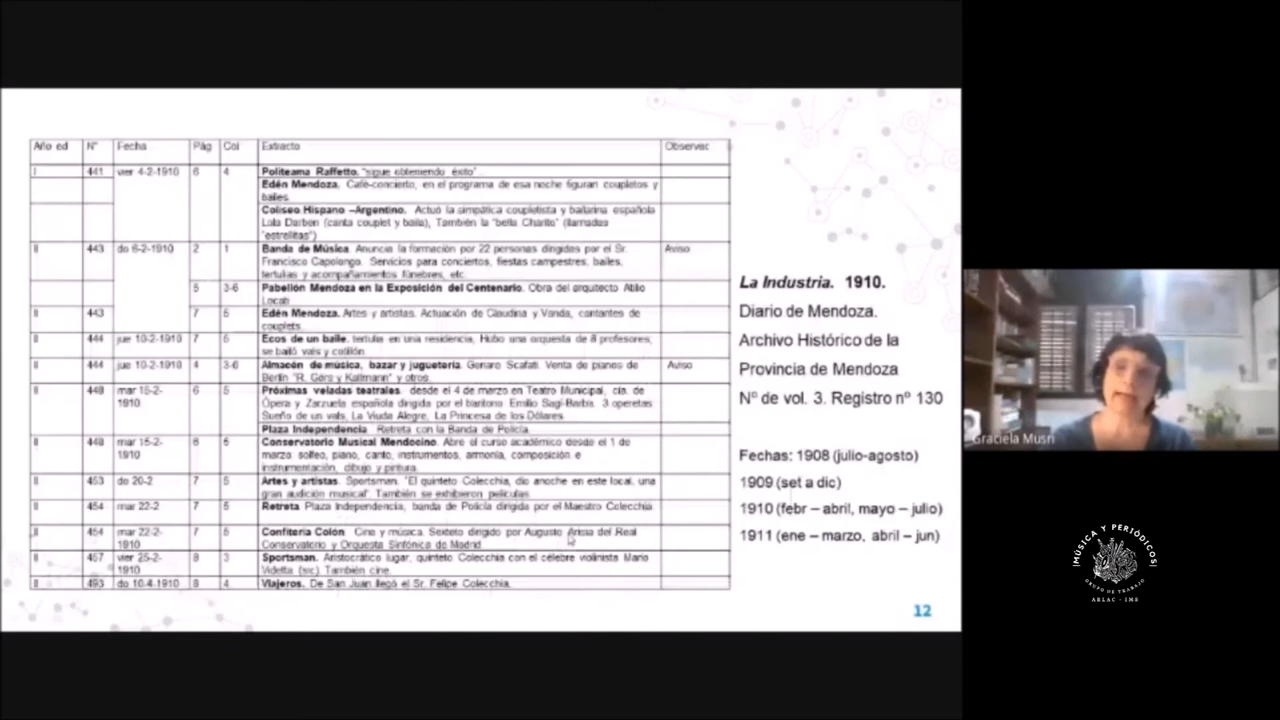 Año ed N° Fecha Pág Col Extracto Observac
I 441 vier 4-2-1910 6 4 Politeama Raffetto. "sigue obteniendo éxito"...
Edén Mendoza. Café-concierto, en el programa de esa noche figuran coupletos y
bailes.
Coliseo Hispano –Argentino. Actuó la simpática coupletista y bailarina española
Lola Darben (canta couplet y baila), También la "bella Charito" (llamadas
"estrellitas")
II 443 do 6-2-1910 2 1 Banda de Música. Anuncia la formación por 22 personas dirigidas por el Sr. Aviso
Francisco Capolongo. Servicios para conciertos, fiestas campestres, bailes,
tertulias y acompañamientos fúnebres, etc.
5 3-6 Pabellón Mendoza en la Exposición del Centenario. Obra del arquitecto Abilio
Locati
II 443 7 5 Edén Mendoza. Artes y artistas. Actuación de Claudina y Vanda, cantantes de
couplets.
II 444 jue 10-2-1910 7 6 Ecos de un baile. tertulia en una residencia, Hubo una orquesta de 8 profesores,
se bailó vals y cotillón
II 444 jue 10-2-1910 4 3-6 Almacén de música, bazar y juguetería. Genaro Scafati. Venta de pianos de Aviso
Berlín "R. Görs y Kallmann" y otros.
II 448 mar 15-2- 6 5 Próximas veladas teatrales. desde el 4 de marzo en Teatro Municipal, cía. de
1910 Ópera y Zarzuela española dirigida por el barítono Emilio Sagi-Barba. 3 operetas
Sueño de un vals, La Viuda Alegre, La Princesa de los Dólares.
Plaza Independencia. Retreta con la Banda de Policía.
II 448 mar 15-2- 6 5 Conservatorio Musical Mendocino. Abre el curso académico desde el 1 de
1910 marzo solfeo, piano, canto, instrumentos, armonía, composición e
instrumentación, dibujo y pintura.
II 453 do 20-2 7 5 Artes y artistas. Sportsman. "El quinteto Colecchia, dio anoche en este local, una
gran audición musical". También se exhibieron películas.
II 454 mar 22-2 7 5 Retreta. Plaza Independencia, banda de Policía dirigida por el Maestro Colecchia.
II 454 mar 22-2- 7 5 Confitería Colón. Cine y música. Sexteto dirigido por Augusto Arissa del Real
1910 Conservatorio y Orquesta Sinfónica de Madrid.
II 457 vier 25-2- 8 3 Sportsman. Aristocrático lugar, quinteto Colecchia con el célebre violinista Mario
1910 Videtta (sic). También cine.
II 493 do 10-4-1910 8 4 Viajeros. De San Juan llegó el Sr. Felipe Colecchia.
La Industria. 1910.
Diario de Mendoza.
Archivo Histórico de la
Provincia de Mendoza
Nº de vol. 3. Registro nº 130
Fechas: 1908 (julio-agosto)
1909 (set a dic)
1910 (febr – abril, mayo – julio)
1911 (ene – marzo, abril – jun)
12
Graciela Musri
MÚSICA Y PERIÓDICOS
GRUPO DE TRABAJO
ARLAC - IMS